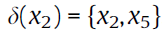 δ(x₂) = {x₂, x₅}